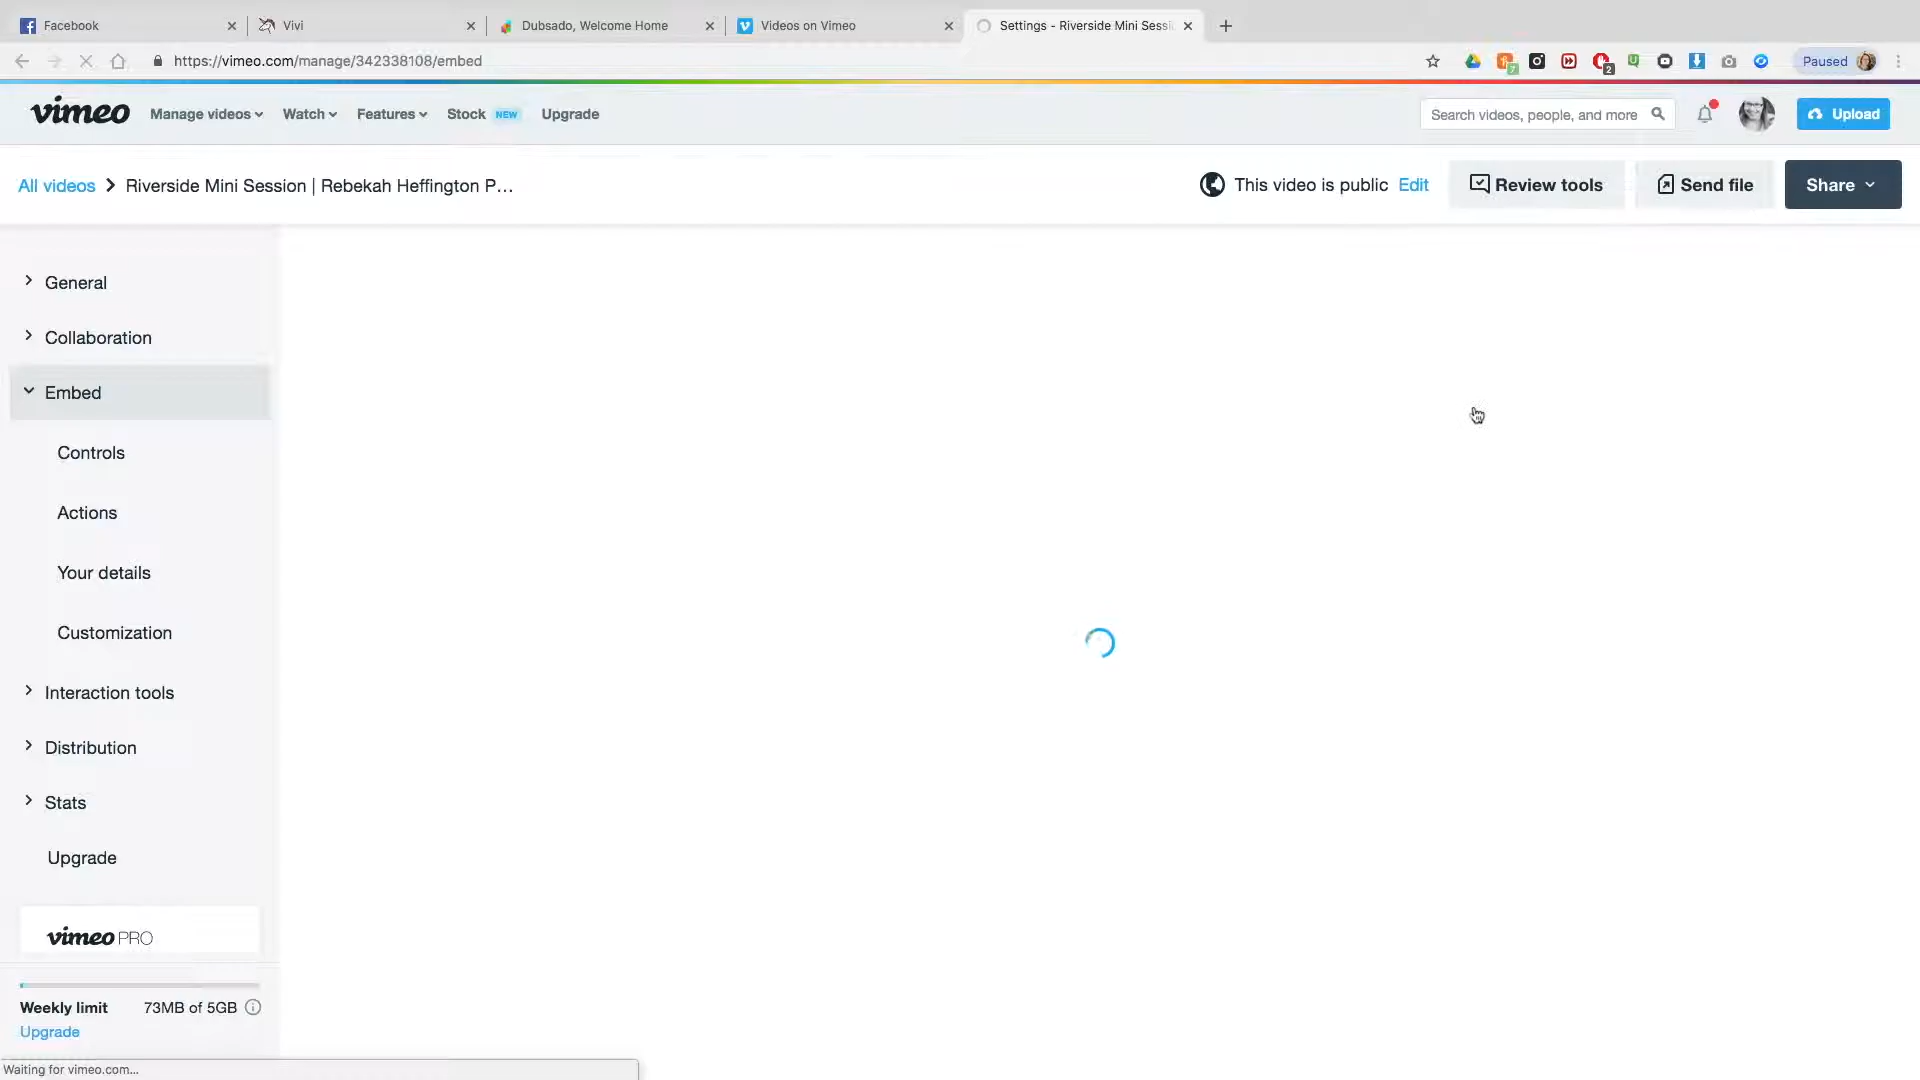 Facebook
Vivi
Dubsado, Welcome Home
Videos on Vimeo
Settings - Riverside Mini Sessi
https://vimeo.com/manage/342338108/embed
7
2
Paused
vimeo
Manage videos
Watch
Features
Stock NEW
Upgrade
Search videos, people, and more
Upload
All videos > Riverside Mini Session | Rebekah Heffington P...
This video is public Edit
Review tools
Send file
Share
General
Collaboration
Embed
Controls
Actions
Your details
Customization
Interaction tools
Distribution
Stats
Upgrade
vimeo PRO
Weekly limit 73MB of 5GB
Upgrade
Waiting for vimeo.com...